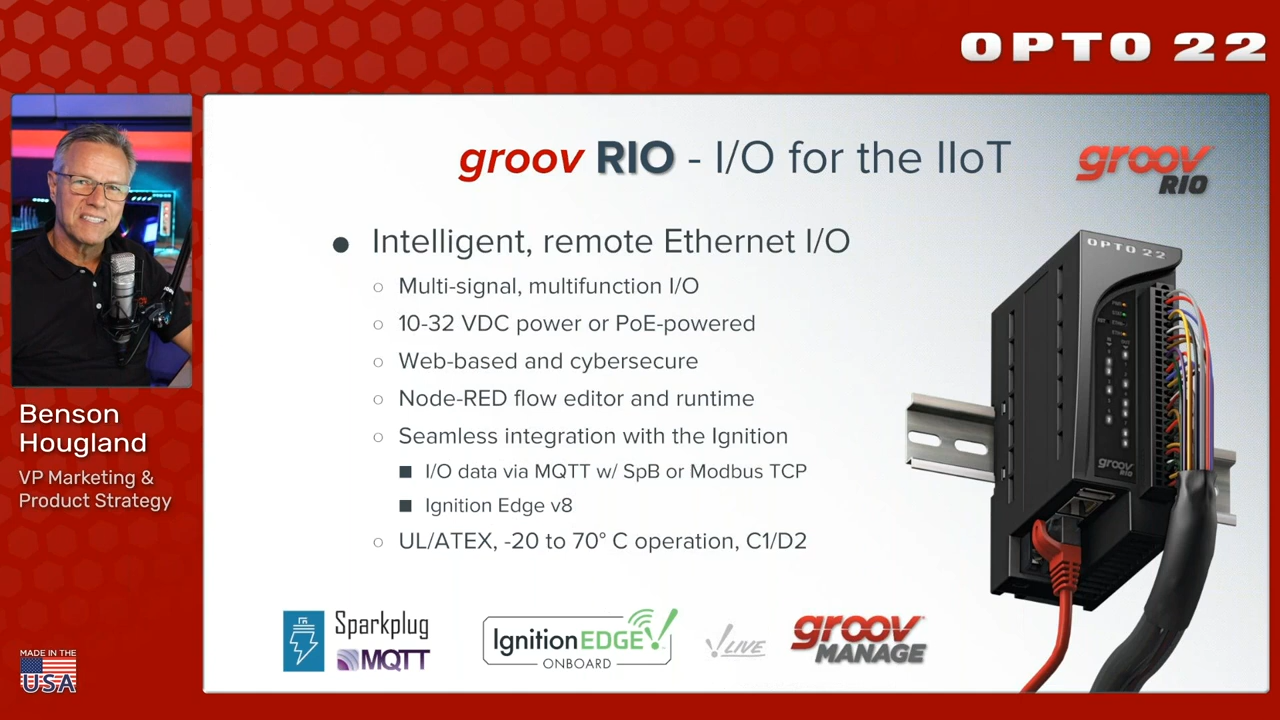 OPTO 22
groov RIO - I/O for the IIoT
groov
RIO
● Intelligent, remote Ethernet I/O
○ Multi-signal, multifunction I/O
○ 10-32 VDC power or PoE-powered
○ Web-based and cybersecure
○ Node-RED flow editor and runtime
○ Seamless integration with the Ignition
■ I/O data via MQTT w/ SpB or Modbus TCP
■ Ignition Edge v8
○ UL/ATEX, -20 to 70° C operation, C1/D2
OPTO 22
groov
RIO
Benson
Hougland
VP Marketing &
Product Strategy
Sparkplug
MQTT
Ignition EDGE
ONBOARD
LIVE
groov
MANAGE
MADE IN THE
USA